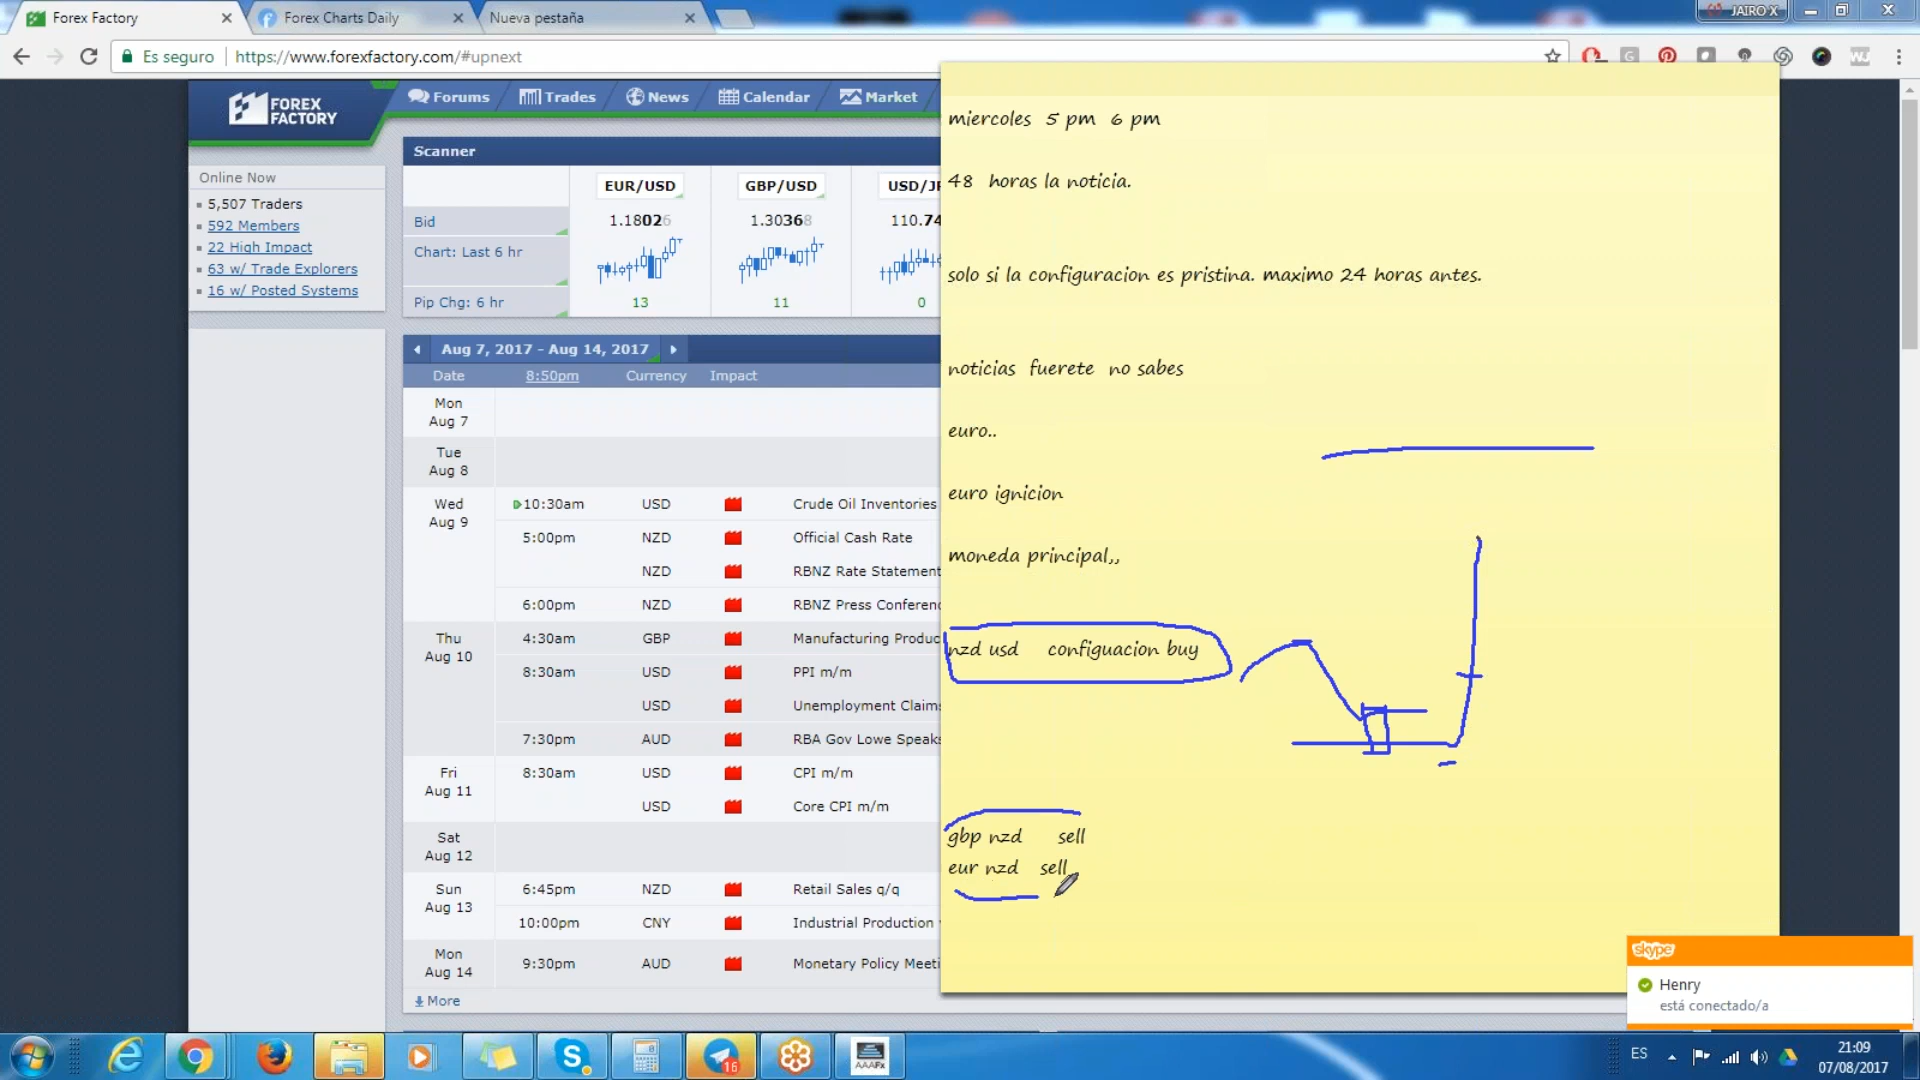 Forex Factory
Forex Charts Daily
Nueva pestaña
JAIRO X
Es seguro
https://www.forexfactory.com/#upnext
FOREX
FACTORY
Forums
Trades
News
Calendar
Market
Online Now
5,507 Traders
592 Members
22 High Impact
63 w/ Trade Explorers
16 w/ Posted Systems
Scanner
EUR/USD
GBP/USD
USD/J
Bid
1.18026
1.30368
110.74
Chart: Last 6 hr
Pip Chg: 6 hr
13
11
0
Aug 7, 2017 - Aug 14, 2017
Date
8:50pm
Currency
Impact
Mon
Aug 7
Tue
Aug 8
Wed
Aug 9
10:30am USD Crude Oil Inventories
5:00pm NZD Official Cash Rate
NZD RBNZ Rate Statement
6:00pm NZD RBNZ Press Conferenc
Thu
Aug 10
4:30am GBP Manufacturing Produc
8:30am USD PPI m/m
USD Unemployment Claims
7:30pm AUD RBA Gov Lowe Speaks
Fri
Aug 11
8:30am USD CPI m/m
USD Core CPI m/m
Sat
Aug 12
Sun
Aug 13
6:45pm NZD Retail Sales q/q
10:00pm CNY Industrial Production
Mon
Aug 14
9:30pm AUD Monetary Policy Meeti
More
miercoles 5 pm 6 pm
48 horas la noticia.
solo si la configuracion es pristina. maximo 24 horas antes.
noticias fuerete no sabes
euro..
euro ignicion
moneda principal,,
nzd usd configuacion buy
gbp nzd sell
eur nzd sell
skype
Henry
está conectado/a
16
AAAFx
ES
21:09
07/08/2017